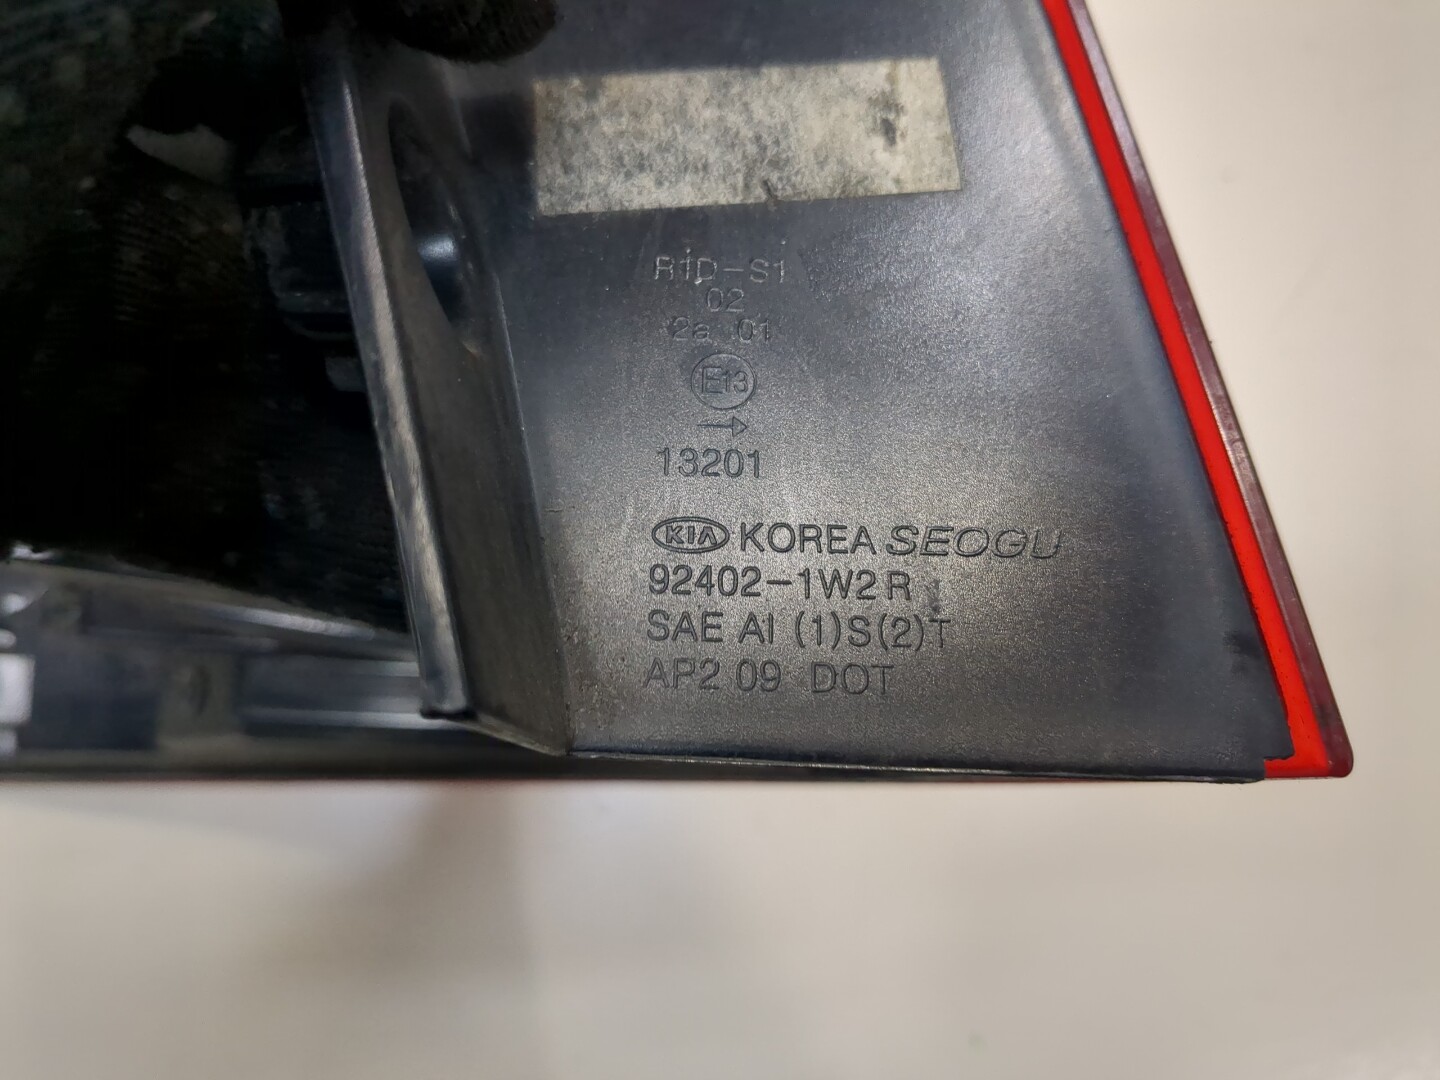 R1D-S1
02
2a 01
E13
→
13201
KIA KOREA SEOGU
92402-1W2R
SAE AI (1)S(2)T
AP2 09 DOT